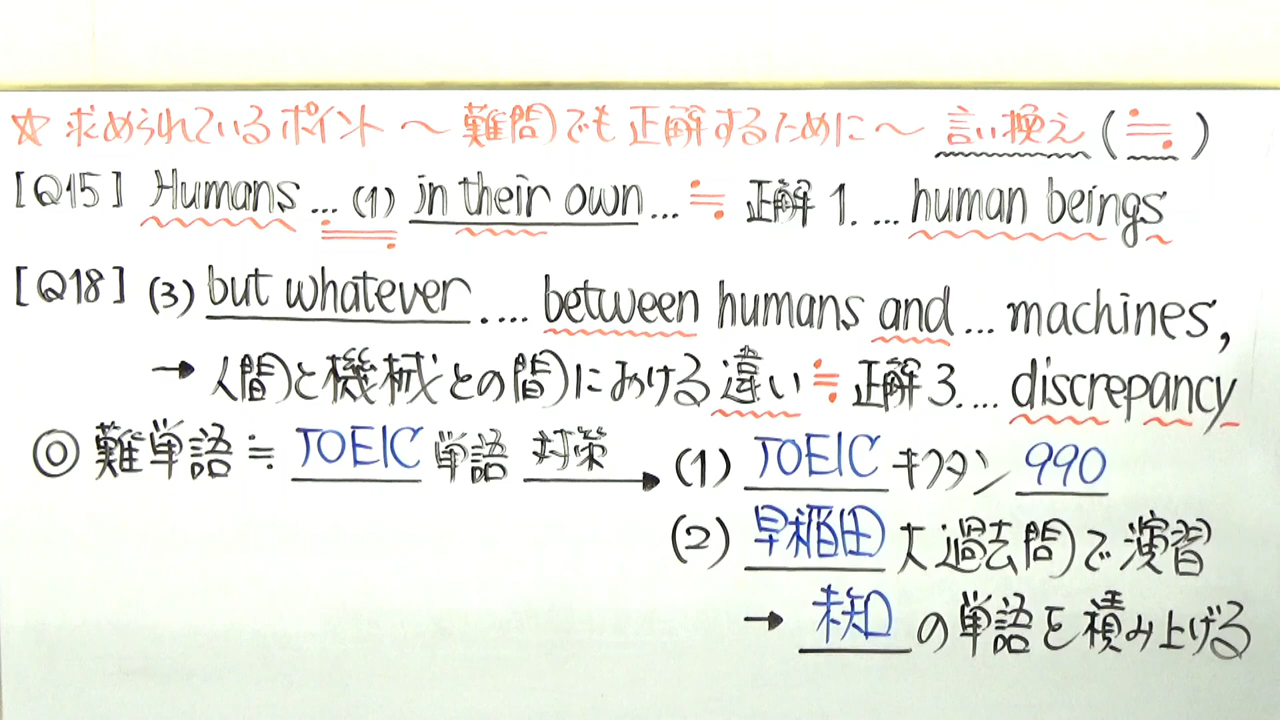 ☆ 求められているポイント 〜 難問でも正解するために 〜 言い換え (≒)
[Q15] Humans ... (1) in their own ... ≒ 正解 1. ... human beings
[Q18] (3) but whatever .... between humans and ... machines,
→ 人間と機械との間における違い ≒ 正解 3. ... discrepancy
◎ 難単語 ≒ TOEIC 単語 対策 → (1) TOEIC キクタン 990
(2) 早稲田大過去問で演習
→ 未知の単語を積み上げる